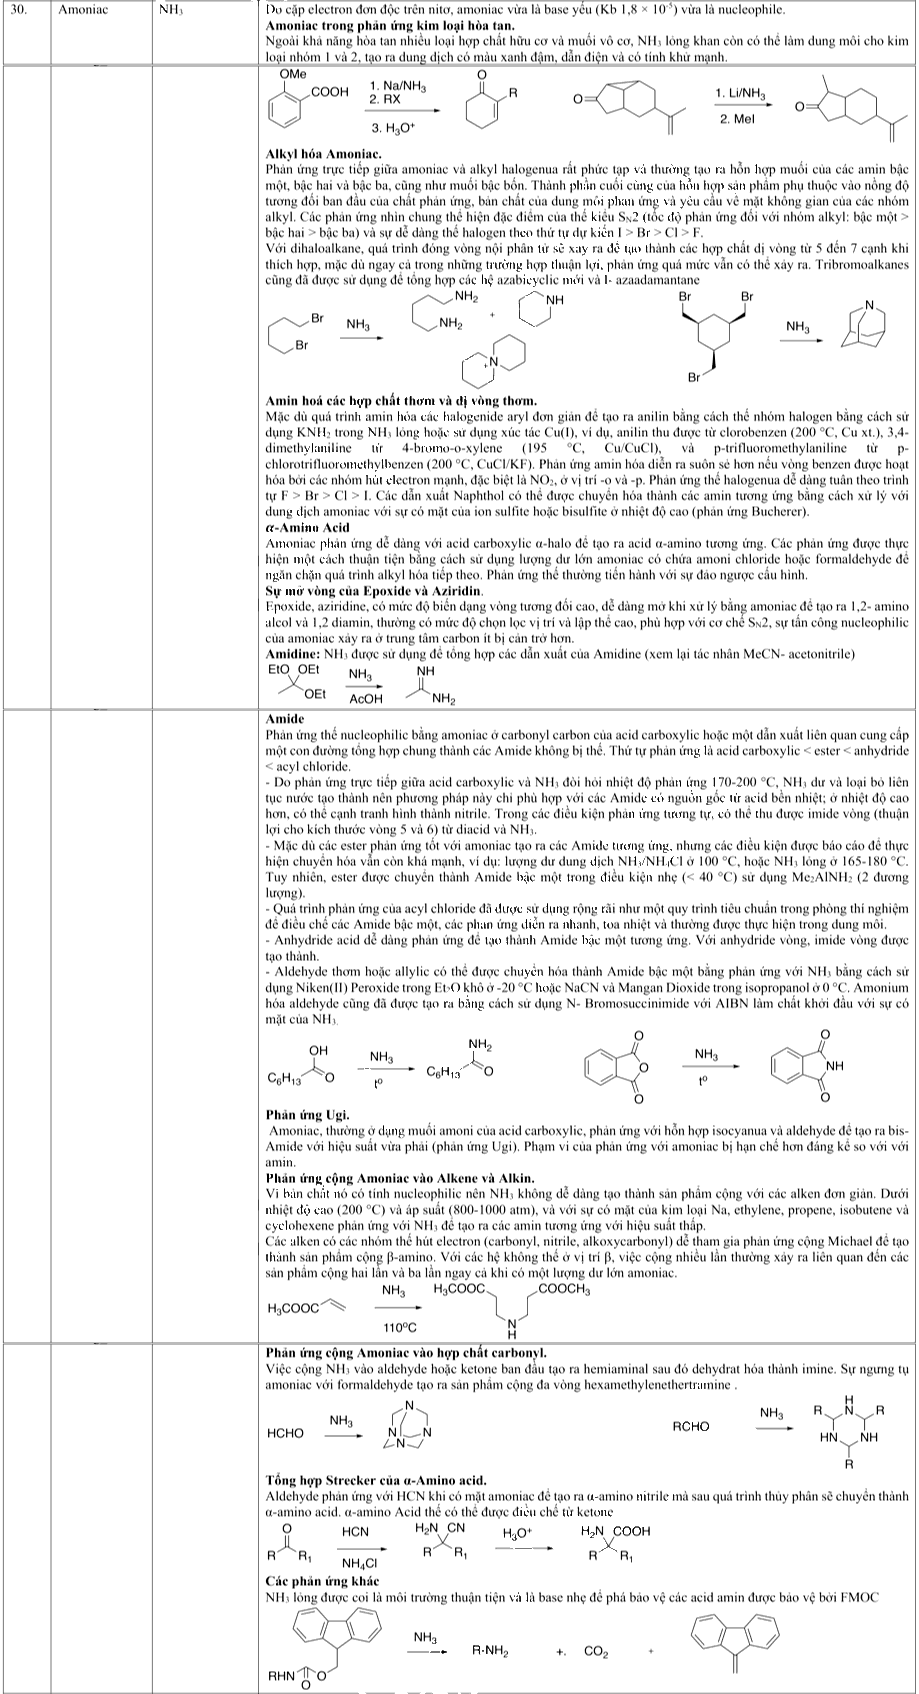 30.
Amoniac
NH₃
Do cặp electron đơn độc trên nitơ, amoniac vừa là base yếu (Kb 1,8 × 10⁻⁵) vừa là nucleophile.
Amoniac trong phản ứng kim loại hòa tan.
Ngoài khả năng hòa tan nhiều loại hợp chất hữu cơ và muối vô cơ, NH₃ lỏng khan còn có thể làm dung môi cho kim
loại nhóm 1 và 2, tạo ra dung dịch có màu xanh đậm, dẫn điện và có tính khử mạnh.
OMe
COOH
1. Na/NH₃
2. RX
3. H₃O⁺
O
R
O
1. Li/NH₃
2. MeI
O
Alkyl hóa Amoniac.
Phản ứng trực tiếp giữa amoniac và alkyl halogenua rất phức tạp và thường tạo ra hỗn hợp muối của các amin bậc
một, bậc hai và bậc ba, cũng như muối bậc bốn. Thành phần cuối cùng của hỗn hợp sản phẩm phụ thuộc vào nồng độ
tương đối ban đầu của chất phản ứng, bản chất của dung môi phản ứng và yêu cầu về mặt không gian của các nhóm
alkyl. Các phản ứng nhìn chung thể hiện đặc điểm của thế kiểu SN2 (tốc độ phản ứng đối với nhóm alkyl: bậc một >
bậc hai > bậc ba) và sự dễ dàng thế halogen theo thứ tự dự kiến I > Br > Cl > F.
Với dihaloalkane, quá trình đóng vòng nội phân tử sẽ xảy ra để tạo thành các hợp chất dị vòng từ 5 đến 7 cạnh khi
thích hợp, mặc dù ngay cả trong những trường hợp thuận lợi, phản ứng quá mức vẫn có thể xảy ra. Tribromoalkanes
cũng đã được sử dụng để tổng hợp các hệ azabicyclic mới và 1- azaadamantane
Br
Br
NH₃
NH₂
NH₂
+
NH
N
+
Br
Br
Br
NH₃
N
Amin hoá các hợp chất thơm và dị vòng thơm.
Mặc dù quá trình amin hóa các halogenide aryl đơn giản để tạo ra anilin bằng cách thế nhóm halogen bằng cách sử
dụng KNH₂ trong NH₃ lỏng hoặc sử dụng xúc tác Cu(I), ví dụ, anilin thu được từ clorobenzen (200 °C, Cu xt.), 3,4-
dimethylaniline từ 4-bromo-o-xylene (195 °C, Cu/CuCl), và p-trifluoromethylaniline từ p-
chlorotrifluoromethylbenzen (200 °C, CuCl/KF). Phản ứng amin hóa diễn ra suôn sẻ hơn nếu vòng benzen được hoạt
hóa bởi các nhóm hút electron mạnh, đặc biệt là NO₂, ở vị trí -o và -p. Phản ứng thế halogenua dễ dàng tuân theo trình
tự F > Br > Cl > I. Các dẫn xuất Naphthol có thể được chuyển hóa thành các amin tương ứng bằng cách xử lý với
dung dịch amoniac với sự có mặt của ion sulfite hoặc bisulfite ở nhiệt độ cao (phản ứng Bucherer).
α-Amino Acid
Amoniac phản ứng dễ dàng với acid carboxylic α-halo để tạo ra acid α-amino tương ứng. Các phản ứng được thực
hiện một cách thuận tiện bằng cách sử dụng lượng dư lớn amoniac có chứa amoni chloride hoặc formaldehyde để
ngăn chặn quá trình alkyl hóa tiếp theo. Phản ứng thế thường tiến hành với sự đảo ngược cấu hình.
Sự mở vòng của Epoxide và Aziridin.
Epoxide, aziridine, có mức độ biến dạng vòng tương đối cao, dễ dàng mở khi xử lý bằng amoniac để tạo ra 1,2- amino
alcol và 1,2 diamin, thường có mức độ chọn lọc vị trí và lập thể cao, phù hợp với cơ chế SN2, sự tấn công nucleophilic
của amoniac xảy ra ở trung tâm carbon ít bị cản trở hơn.
Amidine: NH₃ được sử dụng để tổng hợp các dẫn xuất của Amidine (xem lại tác nhân MeCN- acetonitrile)
EtO OEt
OEt
NH₃
AcOH
NH
NH₂
Amide
Phản ứng thế nucleophilic bằng amoniac ở carbonyl carbon của acid carboxylic hoặc một dẫn xuất liên quan cung cấp
một con đường tổng hợp chung thành các Amide không bị thế. Thứ tự phản ứng là acid carboxylic < ester < anhydride
< acyl chloride.
- Do phản ứng trực tiếp giữa acid carboxylic và NH₃ đòi hỏi nhiệt độ phản ứng 170-200 °C, NH₃ dư và loại bỏ liên
tục nước tạo thành nên phương pháp này chỉ phù hợp với các Amide có nguồn gốc từ acid bền nhiệt; ở nhiệt độ cao
hơn, có thể cạnh tranh hình thành nitrile. Trong các điều kiện phản ứng tương tự, có thể thu được imide vòng (thuận
lợi cho kích thước vòng 5 và 6) từ diacid và NH₃.
- Mặc dù các ester phản ứng tốt với amoniac tạo ra các Amide tương ứng, nhưng các điều kiện được báo cáo để thực
hiện chuyển hóa vẫn còn khá mạnh, ví dụ: lượng dư dung dịch NH₃/NH₄Cl ở 100 °C, hoặc NH₃ lỏng ở 165-180 °C.
Tuy nhiên, ester được chuyển thành Amide bậc một trong điều kiện nhẹ (< 40 °C) sử dụng Me₂AlNH₂ (2 đương
lượng).
- Quá trình phản ứng của acyl chloride đã được sử dụng rộng rãi như một quy trình tiêu chuẩn trong phòng thí nghiệm
để điều chế các Amide bậc một, các phản ứng diễn ra nhanh, toả nhiệt và thường được thực hiện trong dung môi.
- Anhydride acid dễ dàng phản ứng để tạo thành Amide bậc một tương ứng. Với anhydride vòng, imide vòng được
tạo thành.
- Aldehyde thơm hoặc allylic có thể được chuyển hóa thành Amide bậc một bằng phản ứng với NH₃ bằng cách sử
dụng Niken(II) Peroxide trong Et₂O khô ở -20 °C hoặc NaCN và Mangan Dioxide trong isopropanol ở 0 °C. Amonium
hóa aldehyde cũng đã được tạo ra bằng cách sử dụng N- Bromosuccinimide với AIBN làm chất khởi đầu với sự có
mặt của NH₃.
OH
C₆H₁₃
O
NH₃
tº
NH₂
C₆H₁₃
O
O
O
O
NH₃
tº
O
NH
O
Phản ứng Ugi.
Amoniac, thường ở dạng muối amoni của acid carboxylic, phản ứng với hỗn hợp isocyanua và aldehyde để tạo ra bis-
Amide với hiệu suất vừa phải (phản ứng Ugi). Phạm vi của phản ứng với amoniac bị hạn chế hơn đáng kể so với với
amin.
Phản ứng cộng Amoniac vào Alkene và Alkin.
Vì bản chất nó có tính nucleophilic nên NH₃ không dễ dàng tạo thành sản phẩm cộng với các alken đơn giản. Dưới
nhiệt độ cao (200 °C) và áp suất (800-1000 atm), và với sự có mặt của kim loại Na, ethylene, propene, isobutene và
cyclohexene phản ứng với NH₃ để tạo ra các amin tương ứng với hiệu suất thấp.
Các alken có các nhóm thế hút electron (carbonyl, nitrile, alkoxycarbonyl) dễ tham gia phản ứng cộng Michael để tạo
thành sản phẩm cộng β-amino. Với các hệ không thế ở vị trí β, việc cộng nhiều lần thường xảy ra liên quan đến các
sản phẩm cộng hai lần và ba lần ngay cả khi có một lượng dư lớn amoniac.
H₃COOC
NH₃
110ºC
H₃COOC
COOCH₃
N
H
Phản ứng cộng Amoniac vào hợp chất carbonyl.
Việc cộng NH₃ vào aldehyde hoặc ketone ban đầu tạo ra hemiaminal sau đó dehydrat hóa thành imine. Sự ngưng tụ
amoniac với formaldehyde tạo ra sản phẩm cộng đa vòng hexamethylenethertramine .
HCHO
NH₃
N
N
N
N
RCHO
NH₃
H
R N R
HN NH
R
Tổng hợp Strecker của α-Amino acid.
Aldehyde phản ứng với HCN khi có mặt amoniac để tạo ra α-amino nitrile mà sau quá trình thủy phân sẽ chuyển thành
α-amino acid. α-amino Acid thế có thể được điều chế từ ketone
O
R R₁
HCN
NH₄Cl
H₂N CN
R R₁
H₃O⁺
H₂N COOH
R R₁
Các phản ứng khác
NH₃ lỏng được coi là môi trường thuận tiện và là base nhẹ để phá bảo vệ các acid amin được bảo vệ bởi FMOC
RHN
O
O
NH₃
R-NH₂
+.
CO₂
+